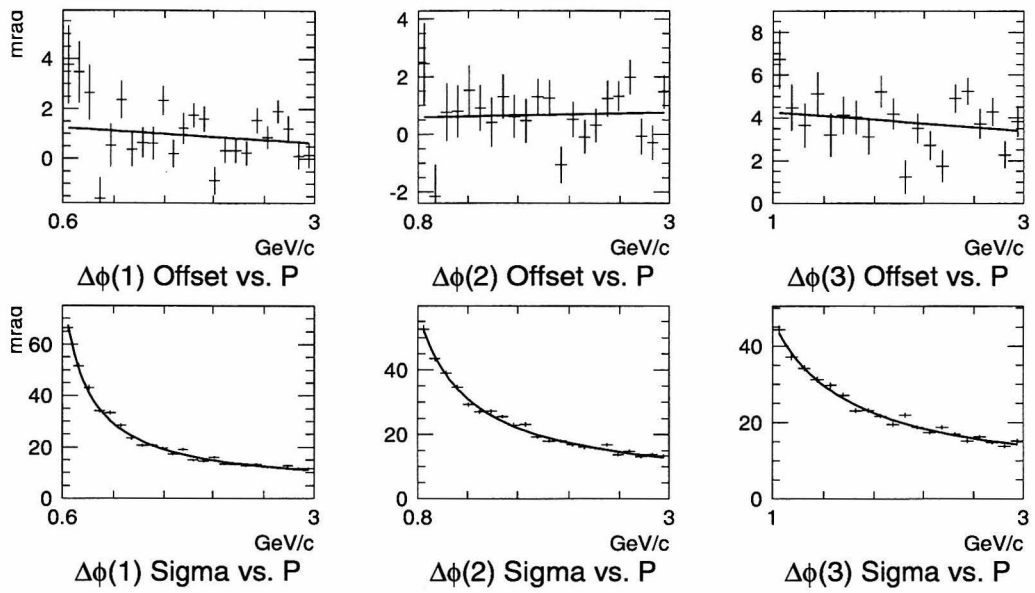 mrad
4
2
0
0.6
3
GeV/c
Δϕ(1) Offset vs. P
4
2
0
-2
0.8
3
GeV/c
Δϕ(2) Offset vs. P
8
6
4
2
0
1
3
GeV/c
Δϕ(3) Offset vs. P
mrad
60
40
20
0
0.6
3
GeV/c
Δϕ(1) Sigma vs. P
40
20
0
0.8
3
GeV/c
Δϕ(2) Sigma vs. P
40
20
0
1
3
GeV/c
Δϕ(3) Sigma vs. P